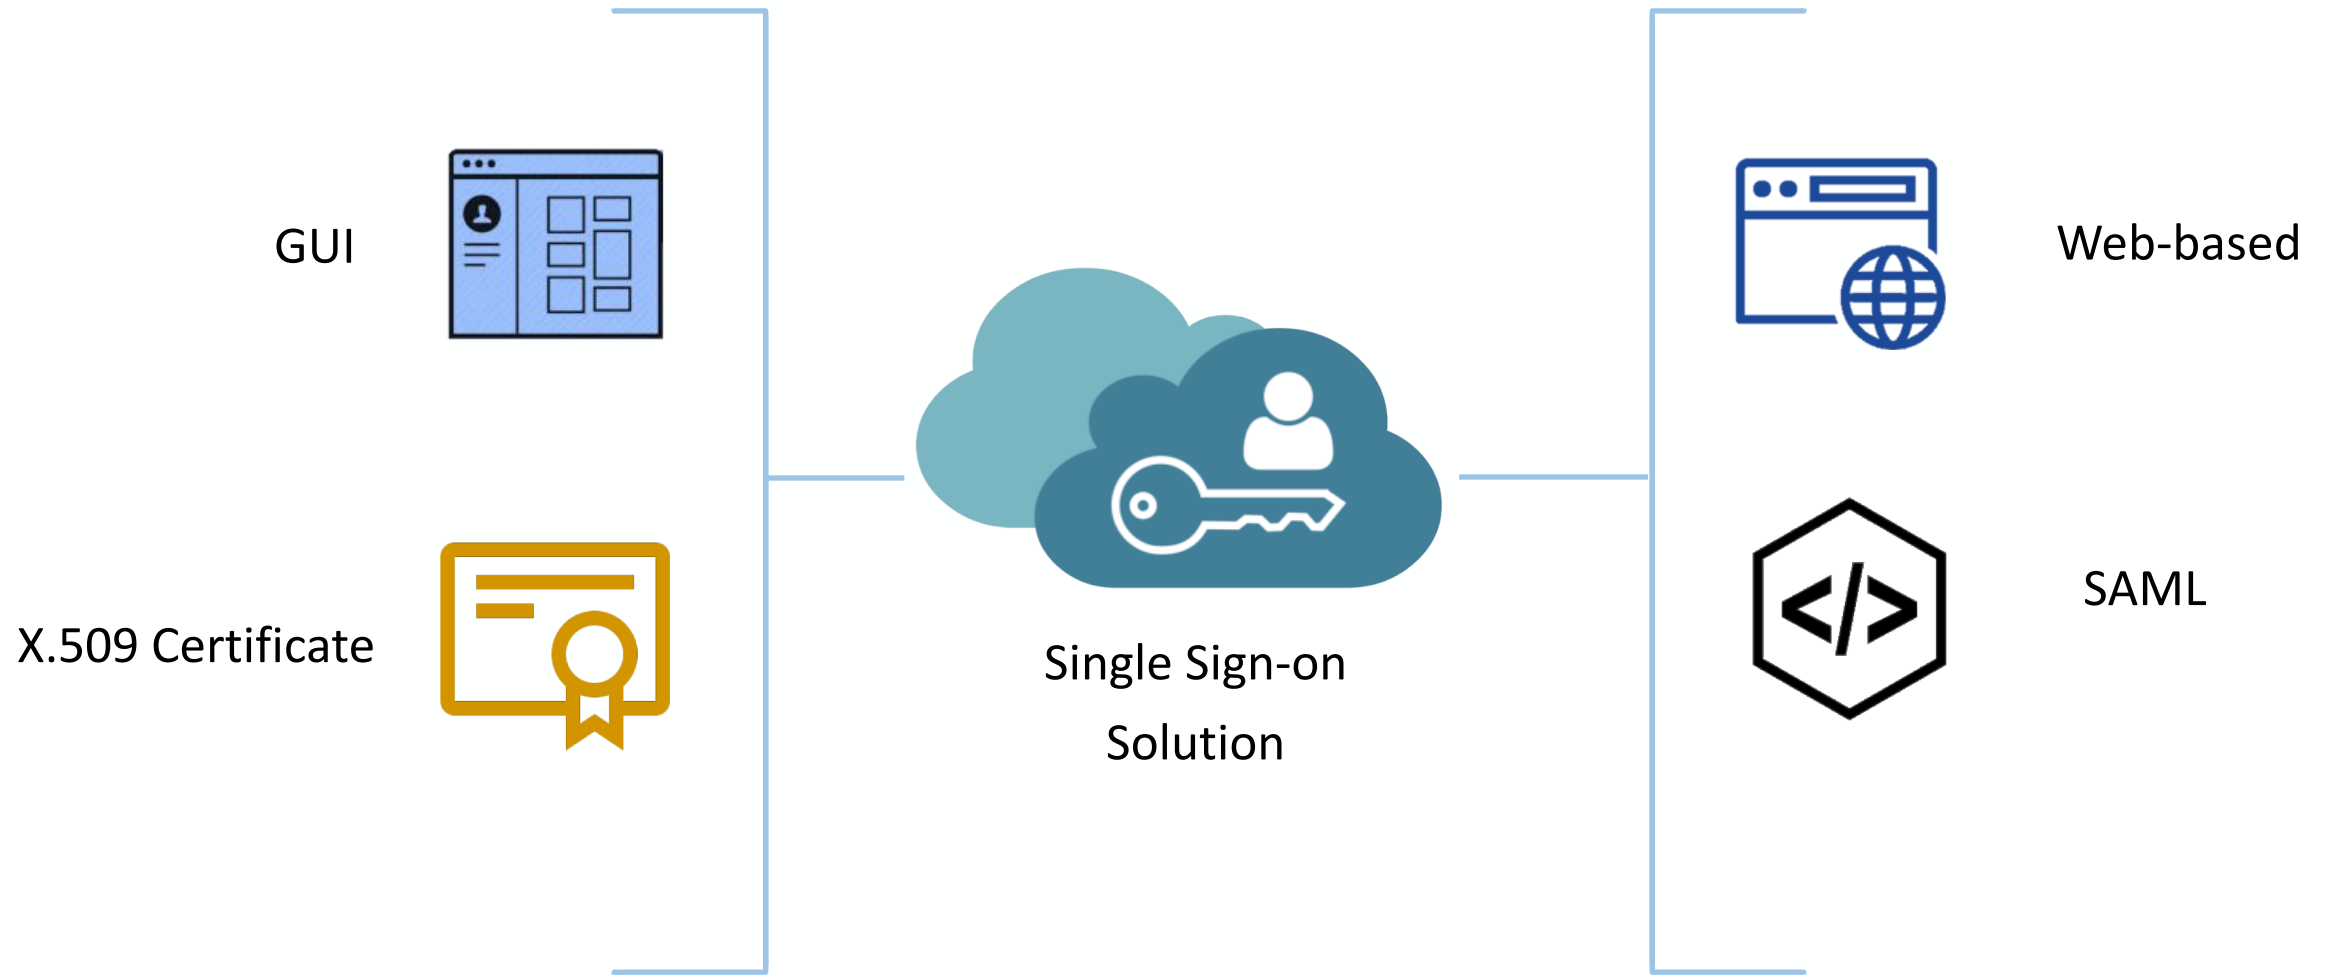 GUI
X.509 Certificate
Single Sign-on
Solution
Web-based
SAML